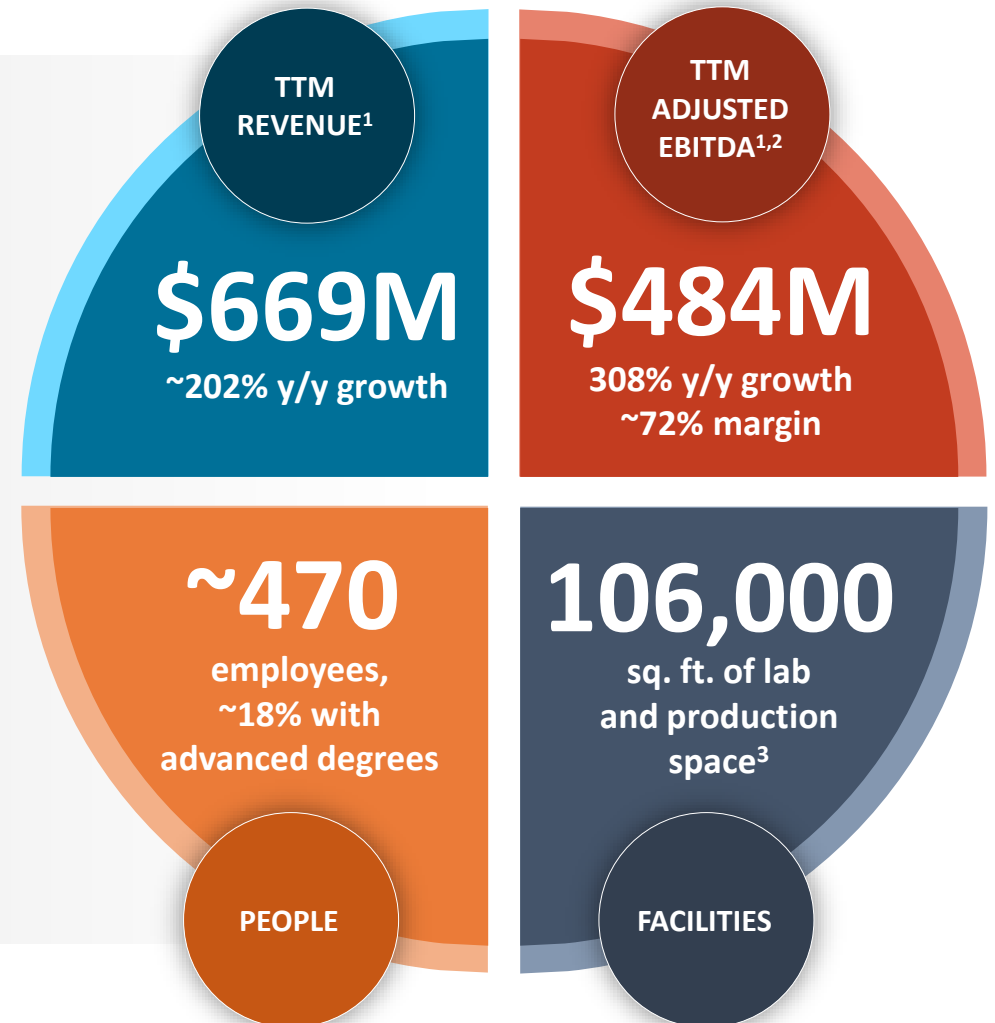 TTM
REVENUE¹
$669M
~202% y/y growth
TTM
ADJUSTED
EBITDA¹,²
$484M
308% y/y growth
~72% margin
~470
employees,
~18% with
advanced degrees
PEOPLE
106,000
sq. ft. of lab
and production
space³
FACILITIES